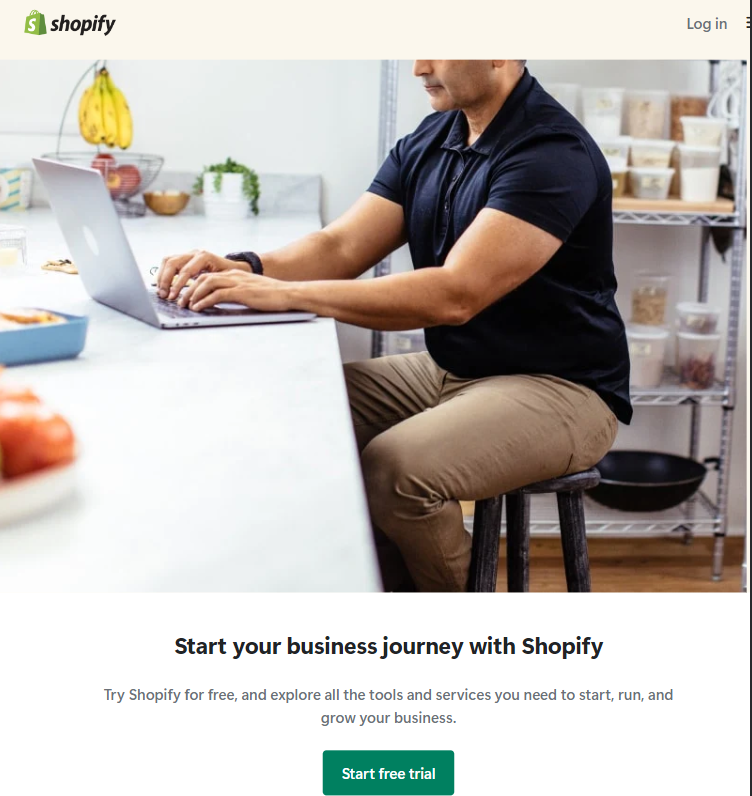 shopify
Log in
Start your business journey with Shopify
Try Shopify for free, and explore all the tools and services you need to start, run, and
grow your business.
Start free trial